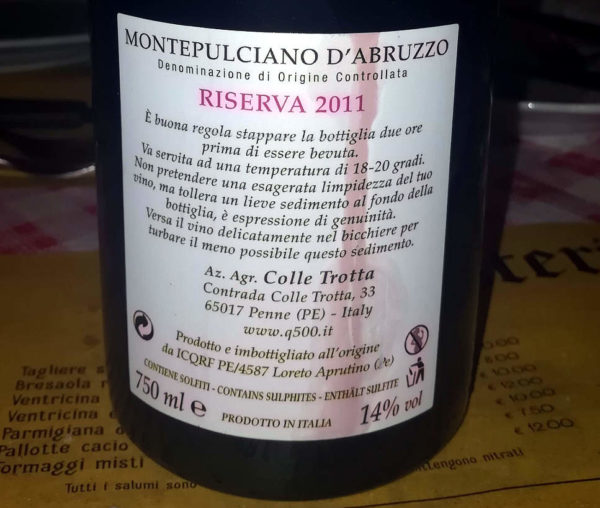 MONTEPULCIANO D'ABRUZZO
Denominazione di Origine Controllata
RISERVA 2011
È buona regola stappare la bottiglia due ore
prima di essere bevuta.
Va servita ad una temperatura di 18-20 gradi.
Non pretendere una esagerata limpidezza del tuo
vino, ma tollera un lieve sedimento al fondo della
bottiglia, è espressione di genuinità.
Versa il vino delicatamente nel bicchiere per
turbare il meno possibile questo sedimento.
Az. Agr. Colle Trotta
Contrada Colle Trotta, 33
65017 Penne (PE) - Italy
www.q500.it
Prodotto e imbottigliato all'origine
da ICQRF PE/4587 Loreto Aprutino (Pe)
CONTIENE SOLFITI - CONTAINS SULPHITES - ENTHÄLT SULFITE
750 ml e
PRODOTTO IN ITALIA
14% vol
Tagliere
Bresaola
Ventricina
Ventricina
Parmigiana
Pallotte cacio
Formaggi misti
Tutti i salumi sono
nitrati
10.00
12.00
€ 10.00
€ 7.50
€ 12.00